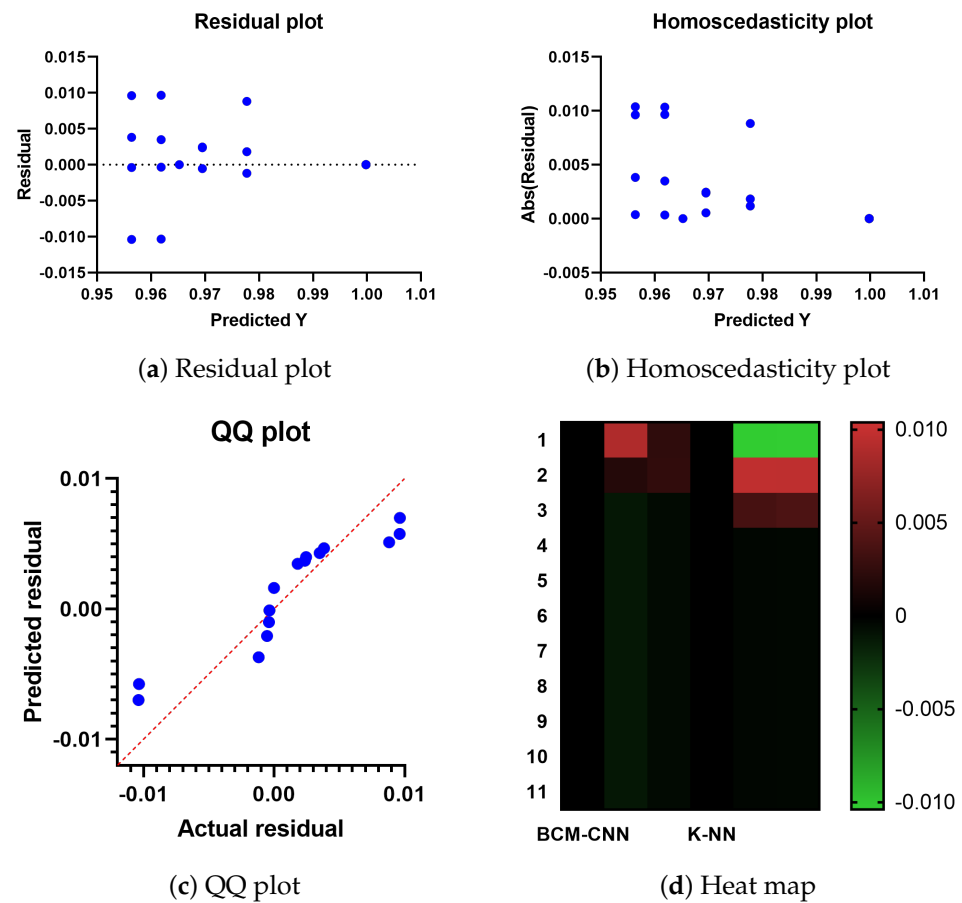 Residual plot
0.015
0.010
0.005
0.000
-0.005
-0.010
-0.015
Residual
0.95 0.96 0.97 0.98 0.99 1.00 1.01
Predicted Y
(a) Residual plot
Homoscedasticity plot
0.015
0.010
0.005
0.000
-0.005
Abs(Residual)
0.95 0.96 0.97 0.98 0.99 1.00 1.01
Predicted Y
(b) Homoscedasticity plot
QQ plot
0.01
0.00
-0.01
Predicted residual
-0.01 0.00 0.01
Actual residual
(c) QQ plot
1
2
3
4
5
6
7
8
9
10
11
BCM-CNN K-NN
0.010
0.005
0
-0.005
-0.010
(d) Heat map